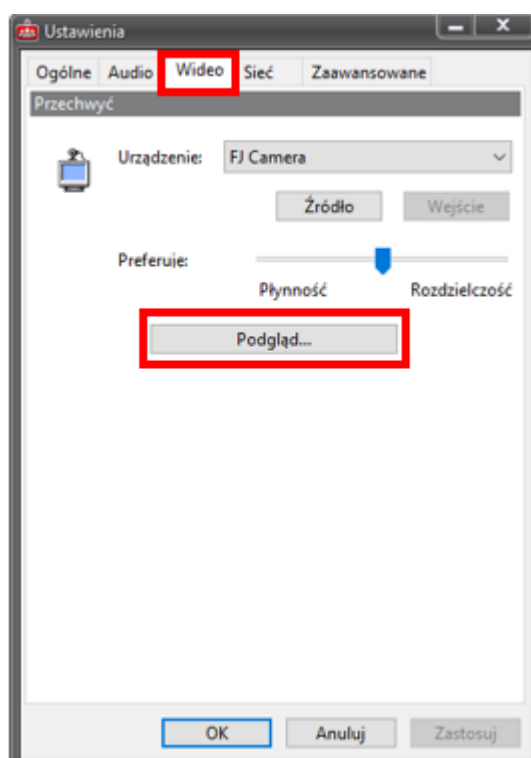 Ustawienia
Ogólne Audio Wideo Sieć Zaawansowane
Przechwyć
Urządzenie: FJ Camera
Źródło Wejście
Preferuje:
Płynność Rozdzielczość
Podgląd...
OK Anuluj Zastosuj